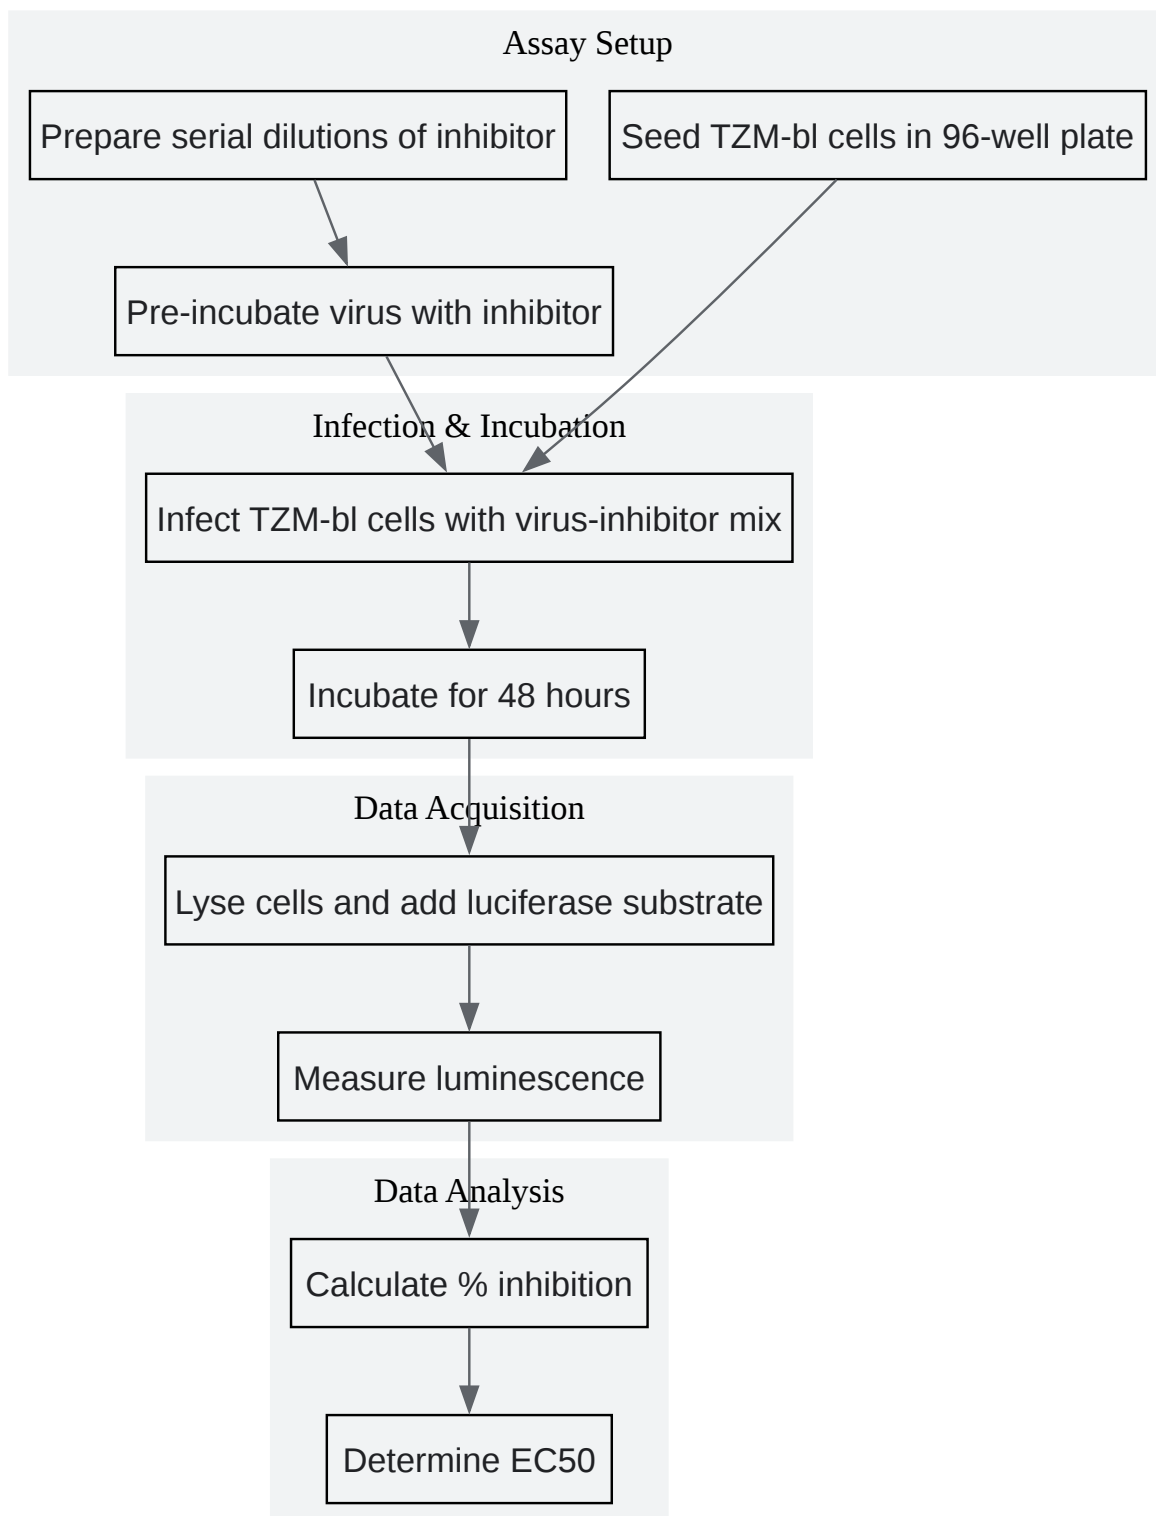 Assay Setup
Prepare serial dilutions of inhibitor
Seed TZM-bl cells in 96-well plate
Pre-incubate virus with inhibitor
Infection & Incubation
Infect TZM-bl cells with virus-inhibitor mix
Incubate for 48 hours
Data Acquisition
Lyse cells and add luciferase substrate
Measure luminescence
Data Analysis
Calculate % inhibition
Determine EC50